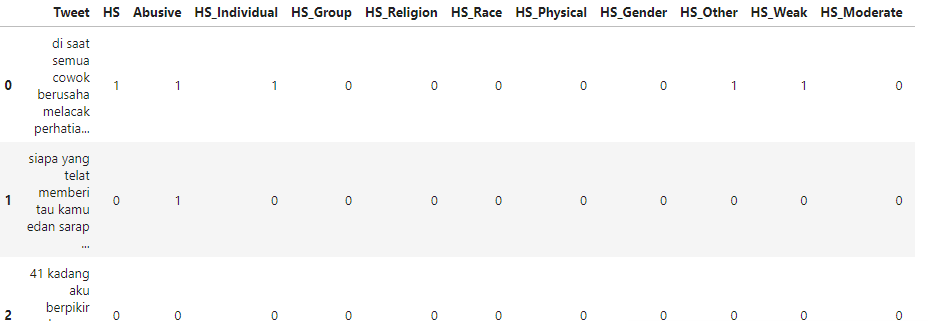 Tweet HS Abusive HS_Individual HS_Group HS_Religion HS_Race HS_Physical HS_Gender HS_Other HS_Weak HS_Moderate
di saat
semua
cowok
0 berusaha 1 1 1 0 0 0 0 0 1 1 0
melacak
perhatia...
siapa yang
telat
memberi
1 tau kamu 0 1 0 0 0 0 0 0 0 0 0
edan sarap
...
41 kadang
aku
berpikir
2 0 0 0 0 0 0 0 0 0 0 0